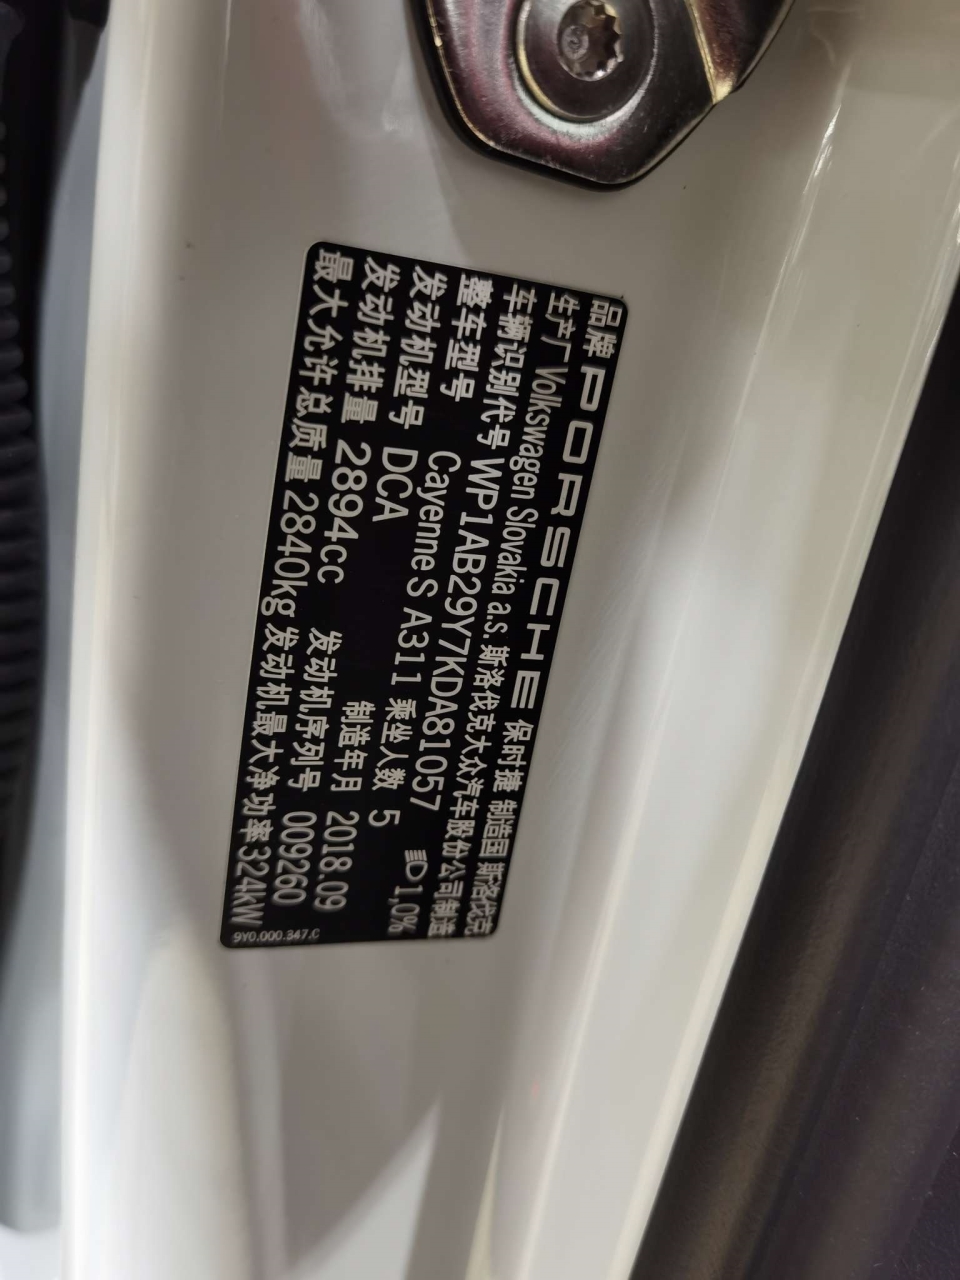 品牌 PORSCHE 保时捷 制造国 斯洛伐克
生产厂 Volkswagen Slovakia a.s. 斯洛伐克大众汽车股份公司制造
车辆识别代号 WP1AB29Y7KDA81057
整车型号 Cayenne S A311 乘坐人数 5 1,0%
发动机型号 DCA 制造年月 2018.09
发动机排量 2894cc 发动机序列号 009260
最大允许总质量 2840kg 发动机最大净功率 324kW
9Y0.000.347.C